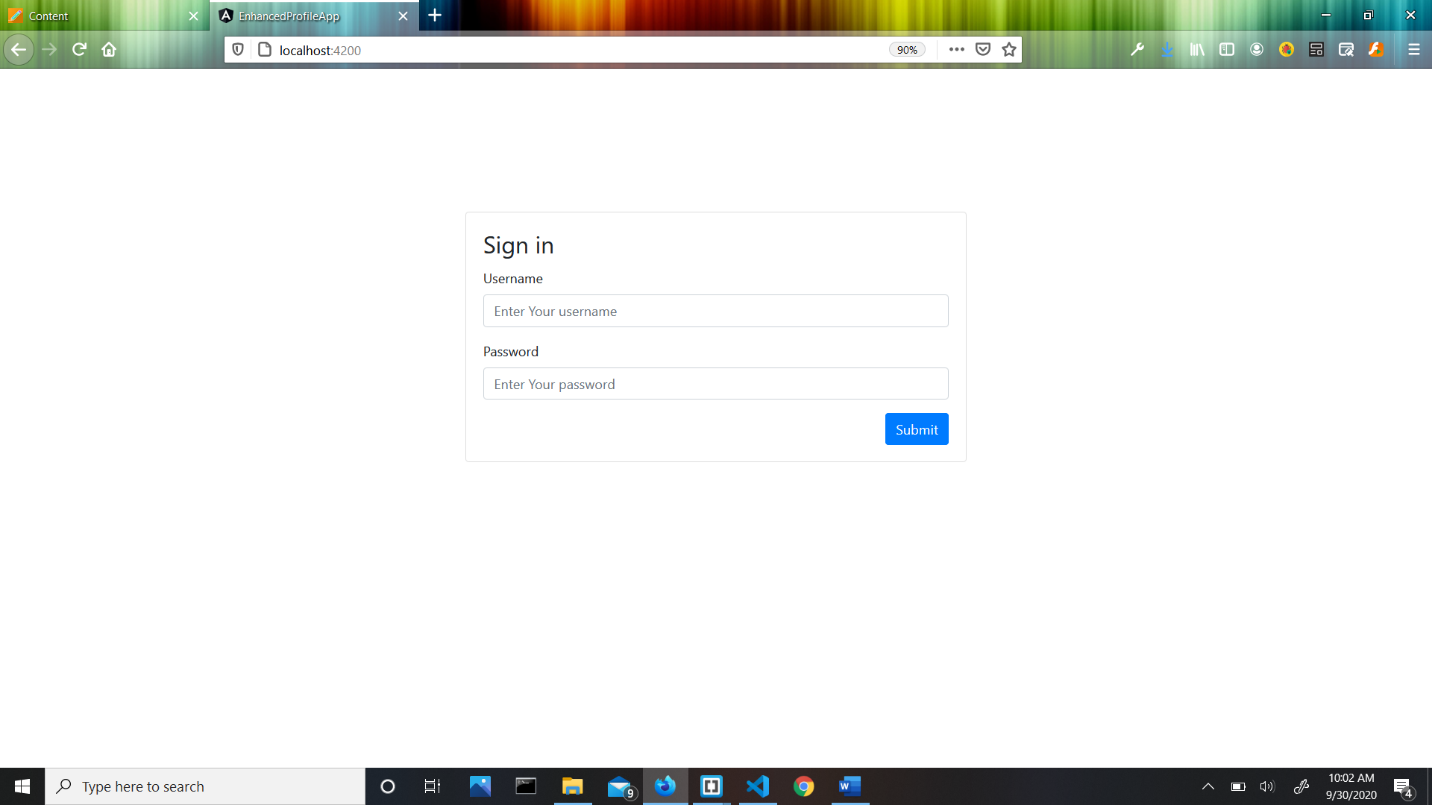 Content
EnhancedProfileApp
localhost:4200
90%
Sign in
Username
Enter Your username
Password
Enter Your password
Submit
Type here to search
9
10:02 AM
9/30/2020
4